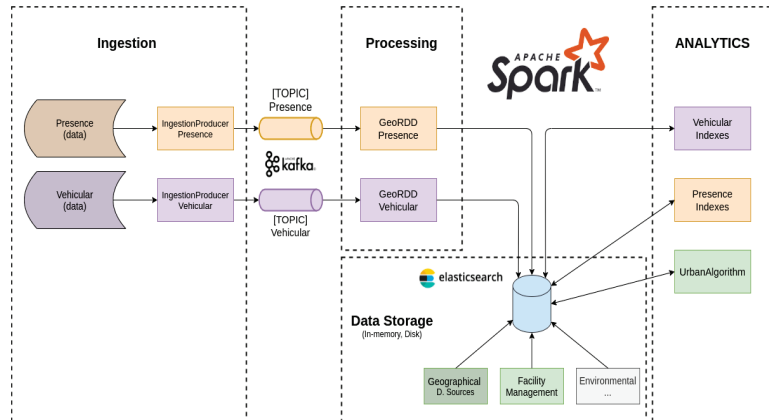 Ingestion
Processing
APACHE
Spark
ANALYTICS
[TOPIC]
Presence
Presence
(data)
IngestionProducer
Presence
GeoRDD
Presence
Vehicular
Indexes
kafka
Vehicular
(data)
IngestionProducer
Vehicular
GeoRDD
Vehicular
Presence
Indexes
[TOPIC]
Vehicular
UrbanAlgorithm
elasticsearch
Data Storage
(In-memory, Disk)
Geographical
D. Sources
Facility
Management
Environmental
...